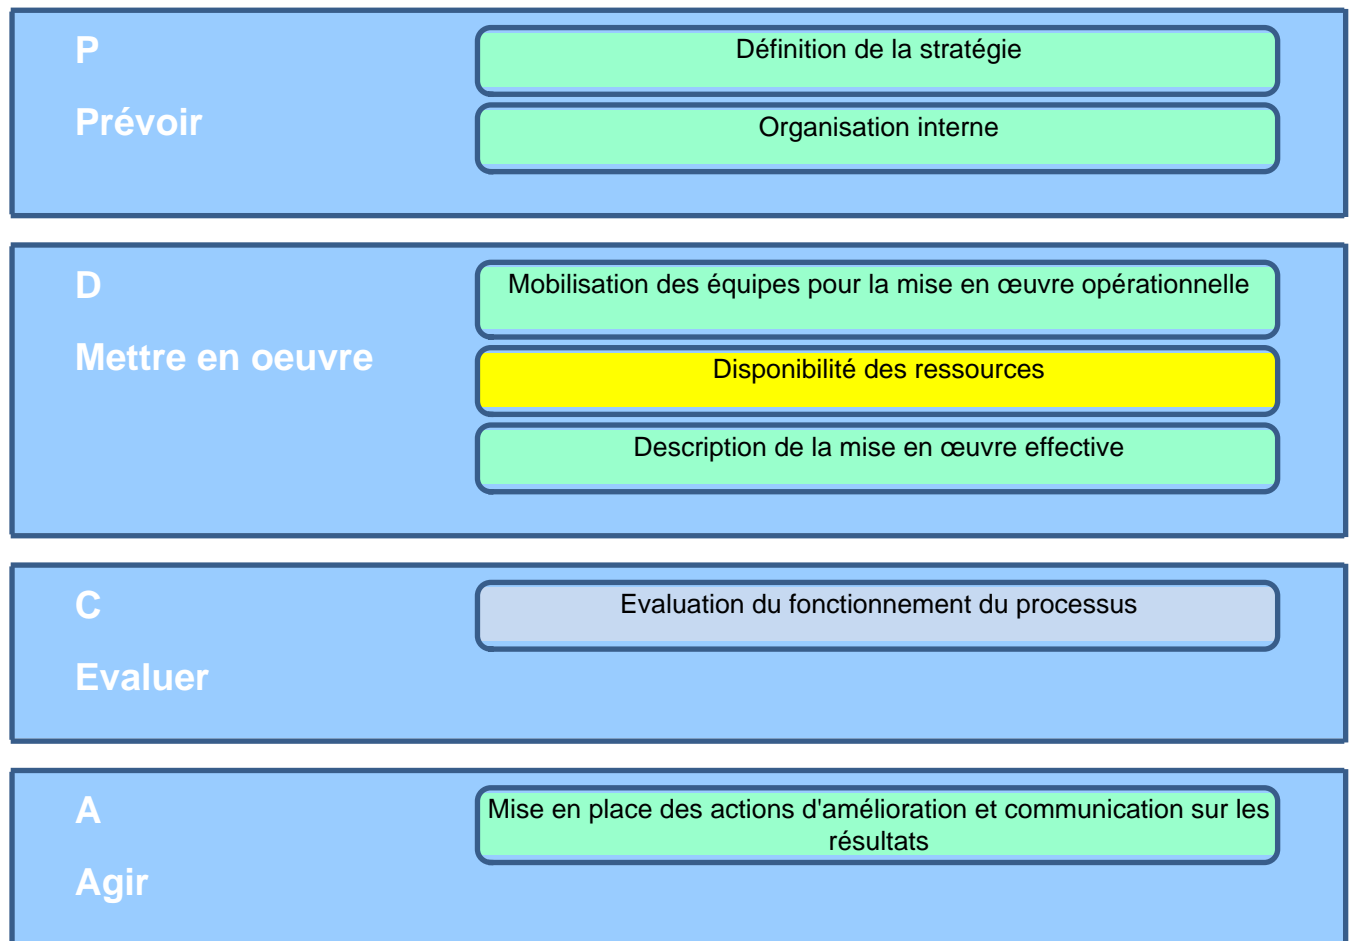 P
Prévoir
Définition de la stratégie
Organisation interne
D
Mettre en oeuvre
Mobilisation des équipes pour la mise en œuvre opérationnelle
Disponibilité des ressources
Description de la mise en œuvre effective
C
Evaluer
Evaluation du fonctionnement du processus
A
Agir
Mise en place des actions d'amélioration et communication sur les
résultats